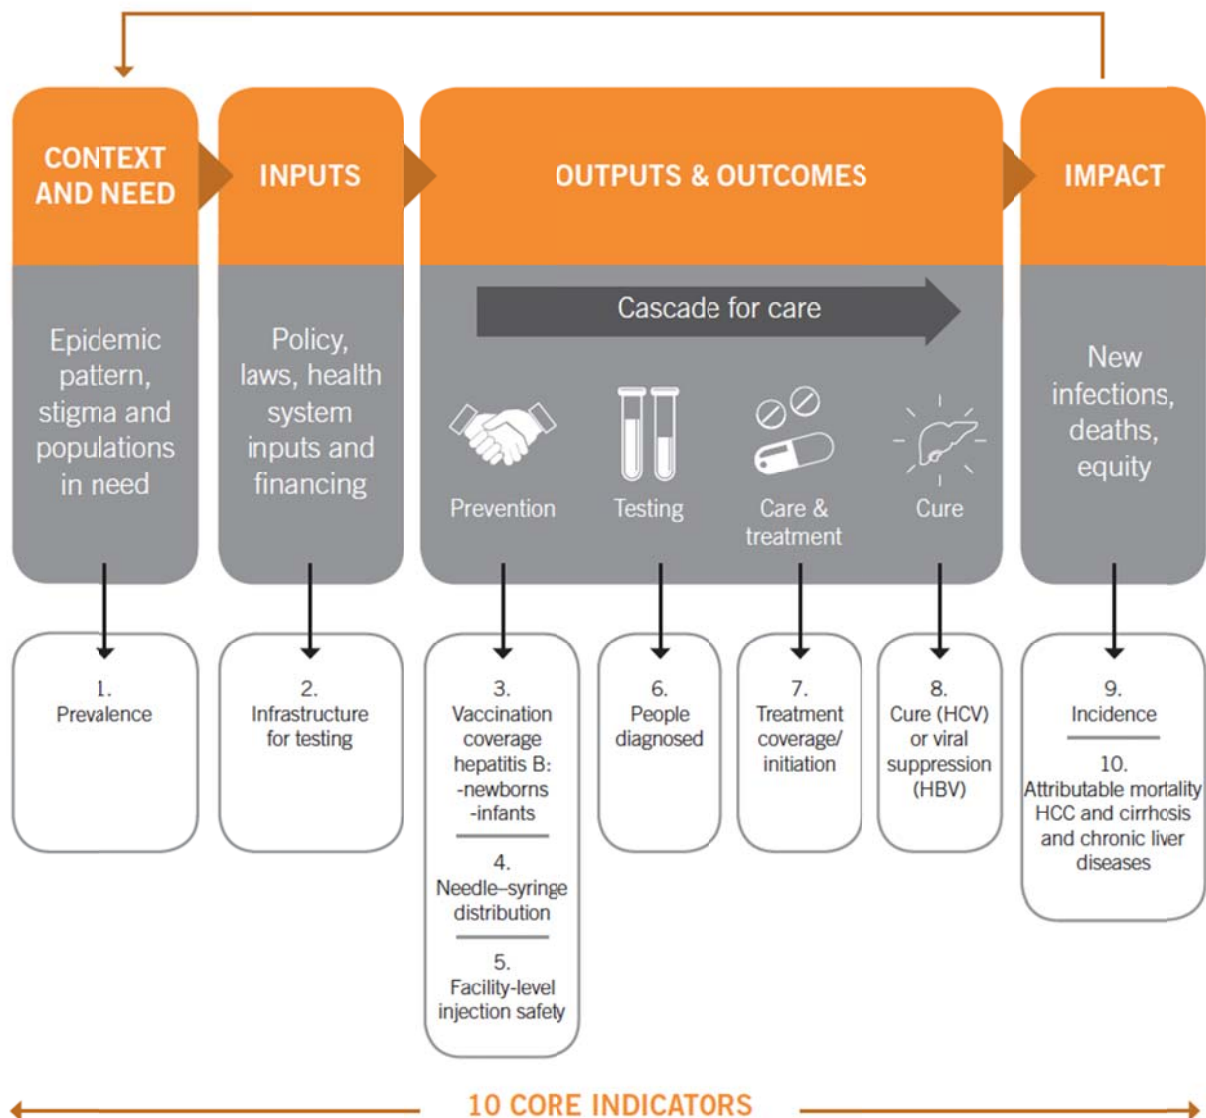 CONTEXT
AND NEED
INPUTS
OUTPUTS & OUTCOMES
IMPACT
Epidemic
pattern,
stigma and
populations
in need
Policy,
laws, health
system
inputs and
financing
Cascade for care
Prevention
Testing
Care &
treatment
Cure
New
infections,
deaths,
equity
1.
Prevalence
2.
Infrastructure
for testing
3.
Vaccination
coverage
hepatitis B:
-newborns
-infants
4.
Needle–syringe
distribution
5.
Facility-level
injection safety
6.
People
diagnosed
7.
Treatment
coverage/
initiation
8.
Cure (HCV)
or viral
suppression
(HBV)
9.
Incidence
10.
Attributable mortality
HCC and cirrhosis
and chronic liver
diseases
10 CORE INDICATORS